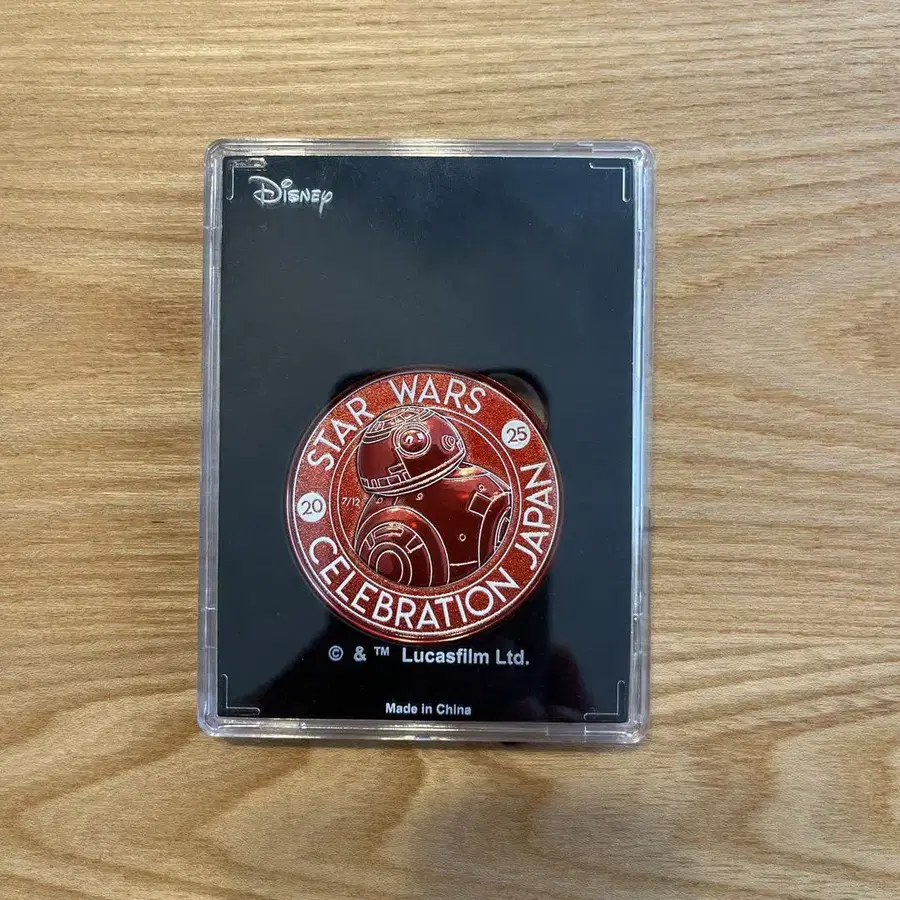 Disney
STAR WARS
20
25
7/12
CELEBRATION JAPAN
© & ™ Lucasfilm Ltd.
Made in China